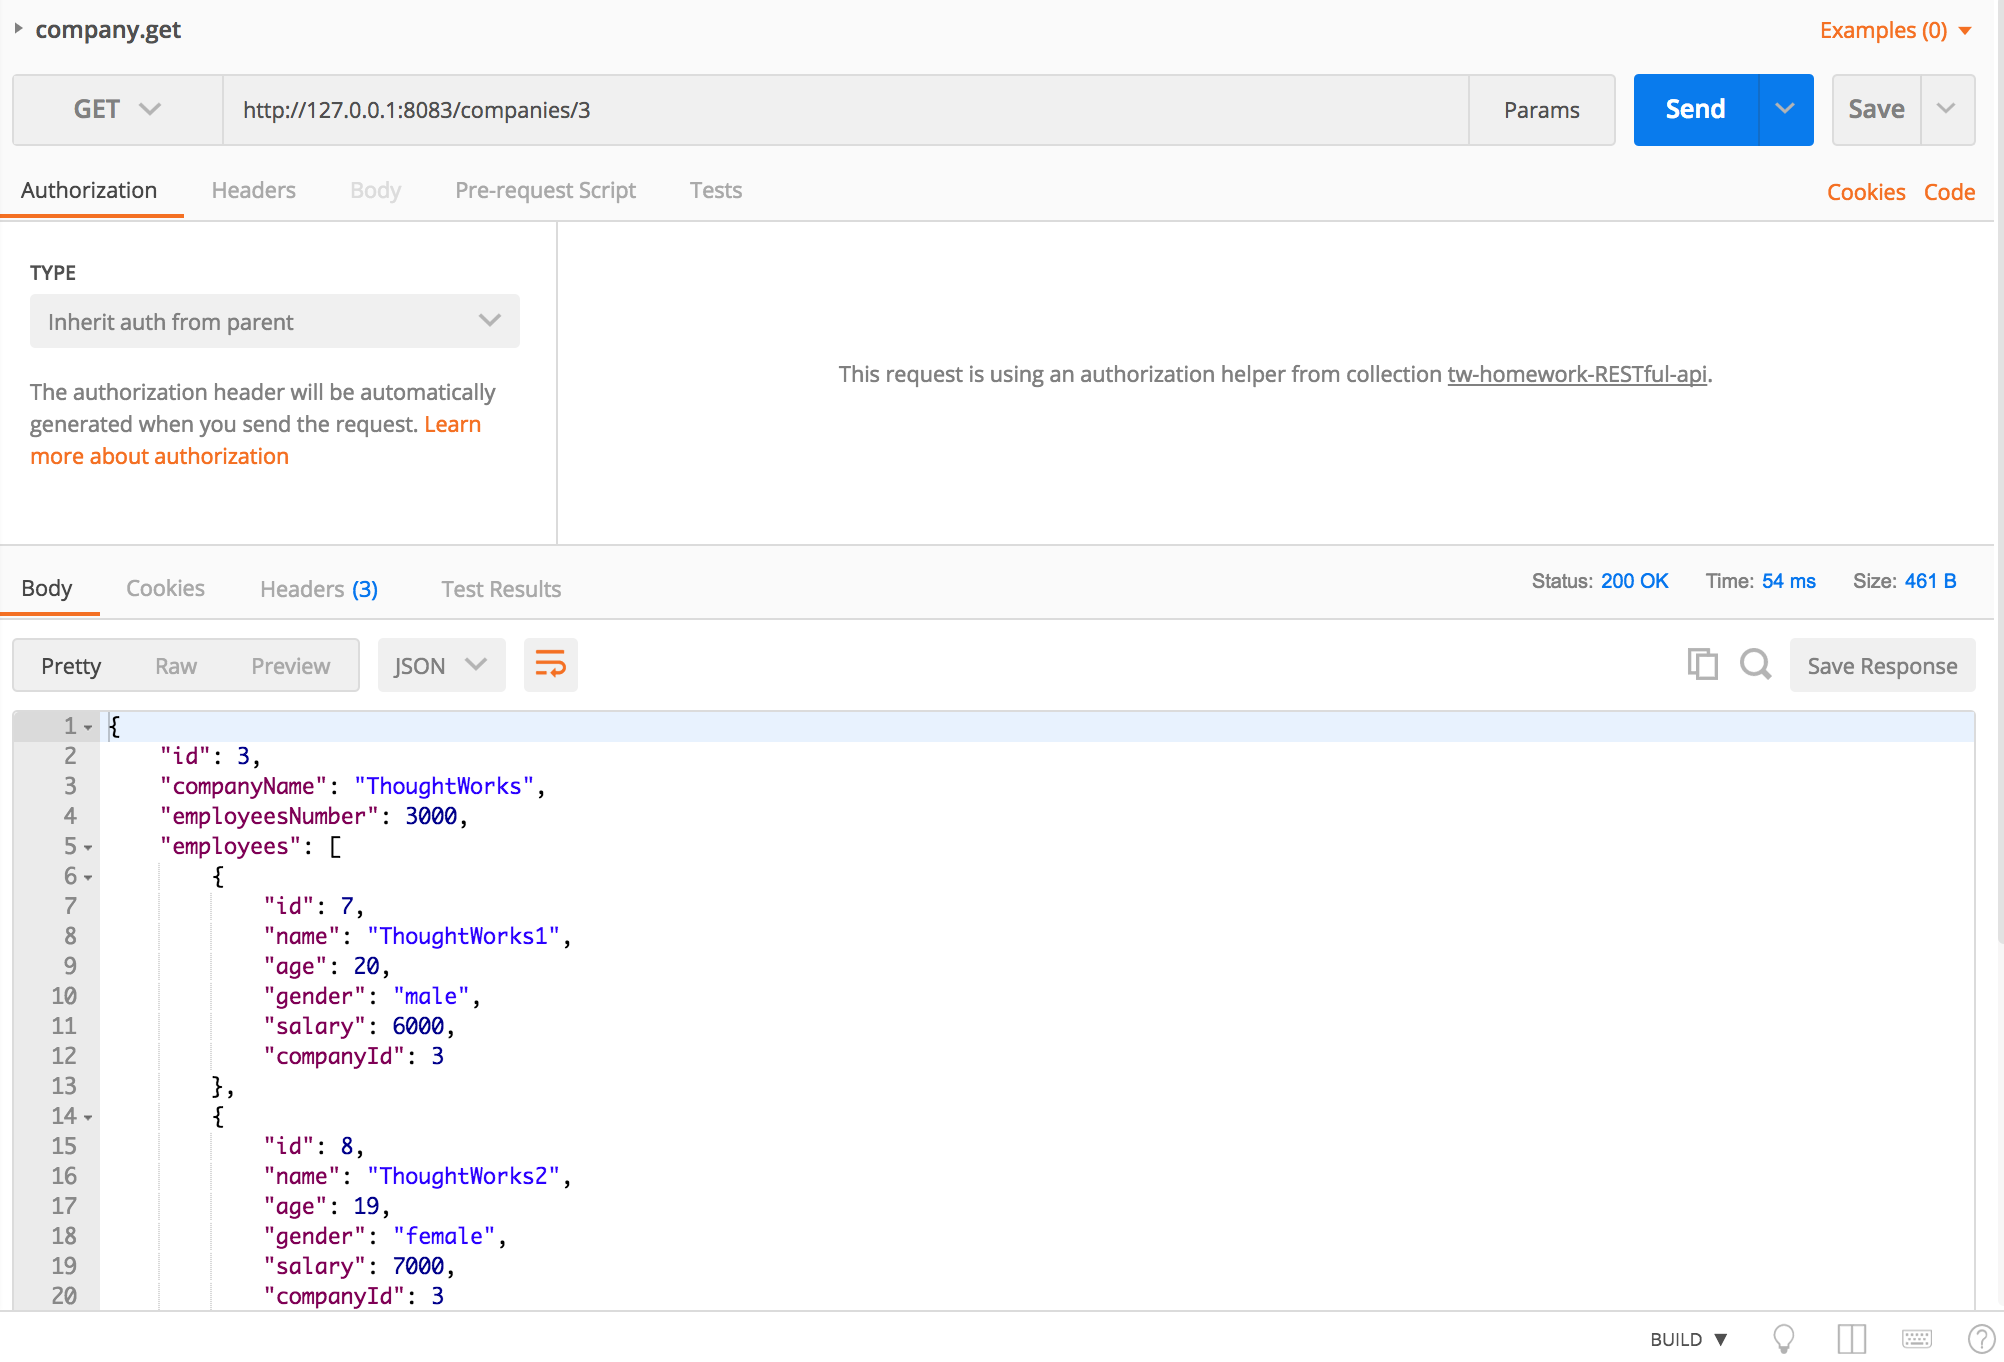 company.get
Examples (0)
GET
http://127.0.0.1:8083/companies/3
Params
Send
Save
Authorization
Headers
Body
Pre-request Script
Tests
Cookies
Code
TYPE
Inherit auth from parent
The authorization header will be automatically
generated when you send the request. Learn
more about authorization
This request is using an authorization helper from collection tw-homework-RESTful-api.
Body
Cookies
Headers (3)
Test Results
Status: 200 OK
Time: 54 ms
Size: 461 B
Pretty
Raw
Preview
JSON
Save Response
1 {
2 "id": 3,
3 "companyName": "ThoughtWorks",
4 "employeesNumber": 3000,
5 "employees": [
6 {
7 "id": 7,
8 "name": "ThoughtWorks1",
9 "age": 20,
10 "gender": "male",
11 "salary": 6000,
12 "companyId": 3
13 },
14 {
15 "id": 8,
16 "name": "ThoughtWorks2",
17 "age": 19,
18 "gender": "female",
19 "salary": 7000,
20 "companyId": 3
BUILD